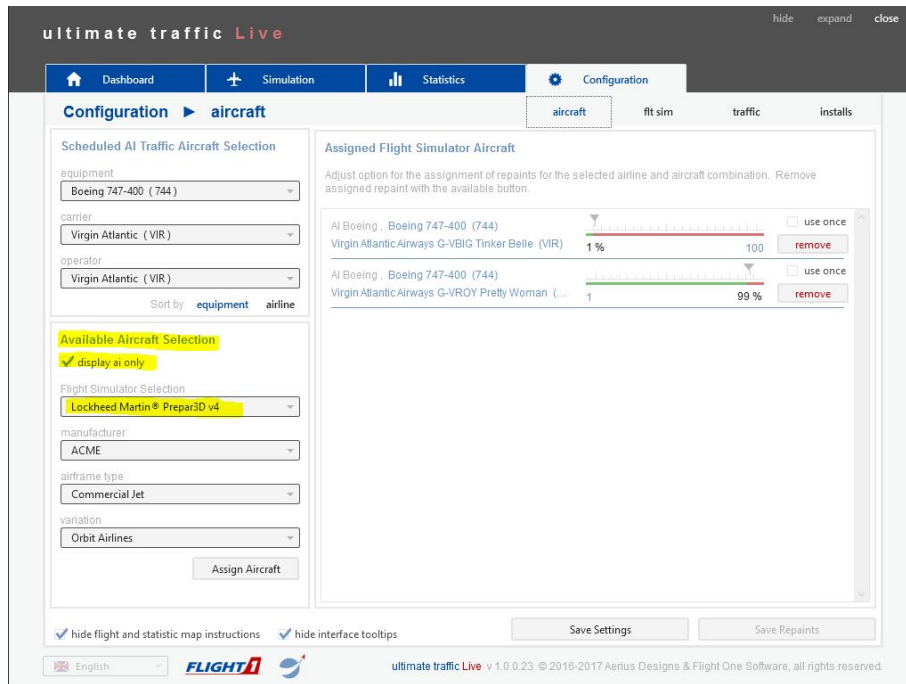 hide expand close
ultimate traffic Live
Dashboard Simulation Statistics Configuration
Configuration ► aircraft
aircraft flt sim traffic installs
Scheduled AI Traffic Aircraft Selection
equipment
Boeing 747-400 ( 744 )
carrier
Virgin Atlantic ( VIR )
operator
Virgin Atlantic ( VIR )
Sort by equipment airline
Available Aircraft Selection
display ai only
Flight Simulator Selection
Lockheed Martin® Prepar3D v4
manufacturer
ACME
airframe type
Commercial Jet
variation
Orbit Airlines
Assign Aircraft
Assigned Flight Simulator Aircraft
Adjust option for the assignment of repaints for the selected airline and aircraft combination. Remove
assigned repaint with the available button.
AI Boeing , Boeing 747-400 (744) use once
Virgin Atlantic Airways G-VBIG Tinker Belle (VIR) 1 % 100 remove
AI Boeing , Boeing 747-400 (744) use once
Virgin Atlantic Airways G-VROY Pretty Woman (... 1 99 % remove
hide flight and statistic map instructions hide interface tooltips Save Settings Save Repaints
English FLIGHT1 ultimate traffic Live v 1.0.0.23 © 2016-2017 Aerius Designs & Flight One Software, all rights reserved.